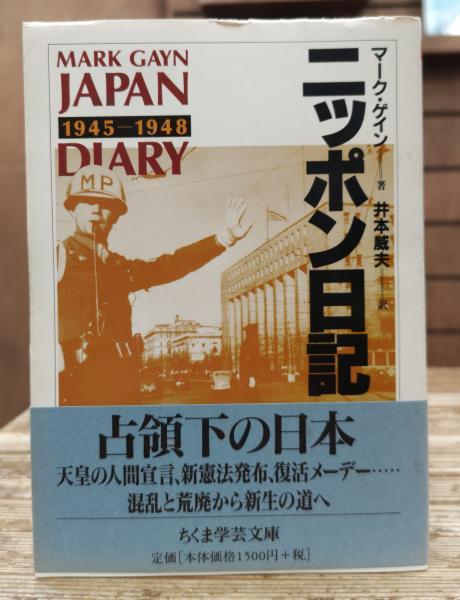 MARK GAYN
JAPAN
1945—1948
DIARY
MP
ニッポン日記
マーク・ゲイン 著 井本威夫 訳
占領下の日本
天皇の人間宣言、新憲法発布、復活メーデー……
混乱と荒廃から新生の道へ
ちくま学芸文庫
定価[本体価格1500円+税]